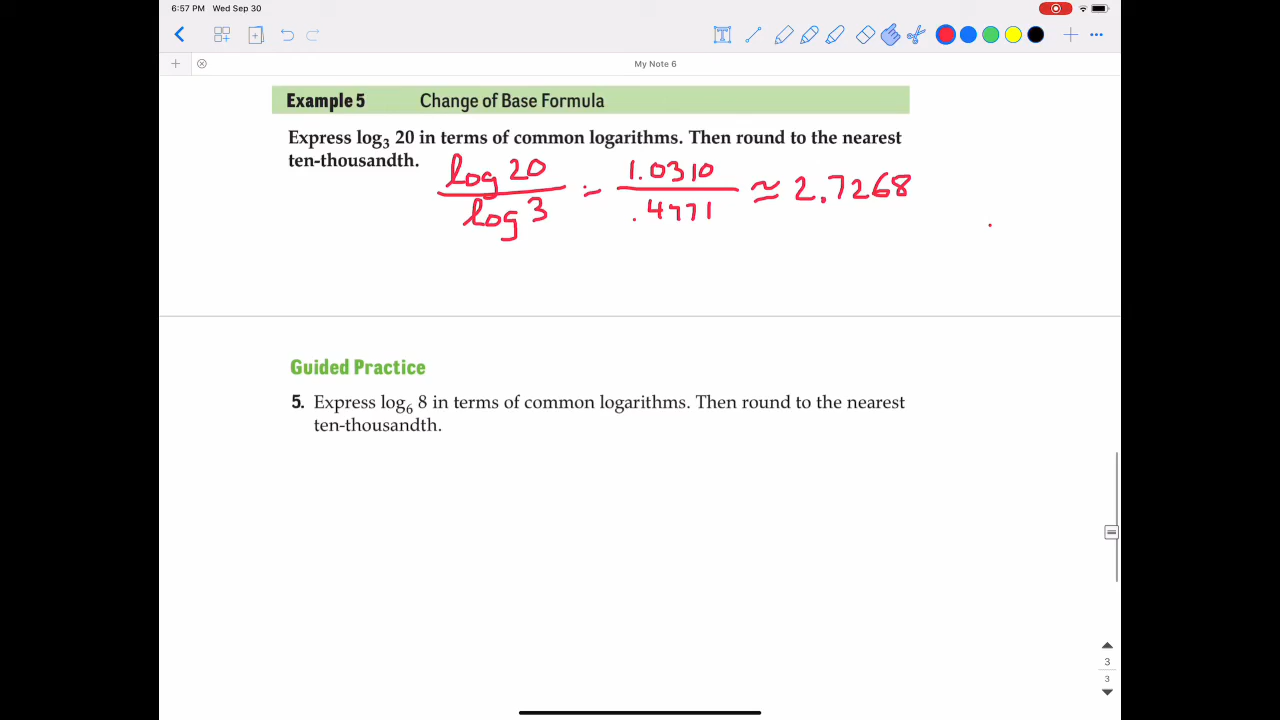 6:57 PM Wed Sep 30
My Note 6
Example 5 Change of Base Formula
Express log₃ 20 in terms of common logarithms. Then round to the nearest
ten-thousandth.
log 20 / log 3 = 1.0310 / .4771 ≈ 2.7268
Guided Practice
5. Express log₆ 8 in terms of common logarithms. Then round to the nearest
ten-thousandth.
3
3